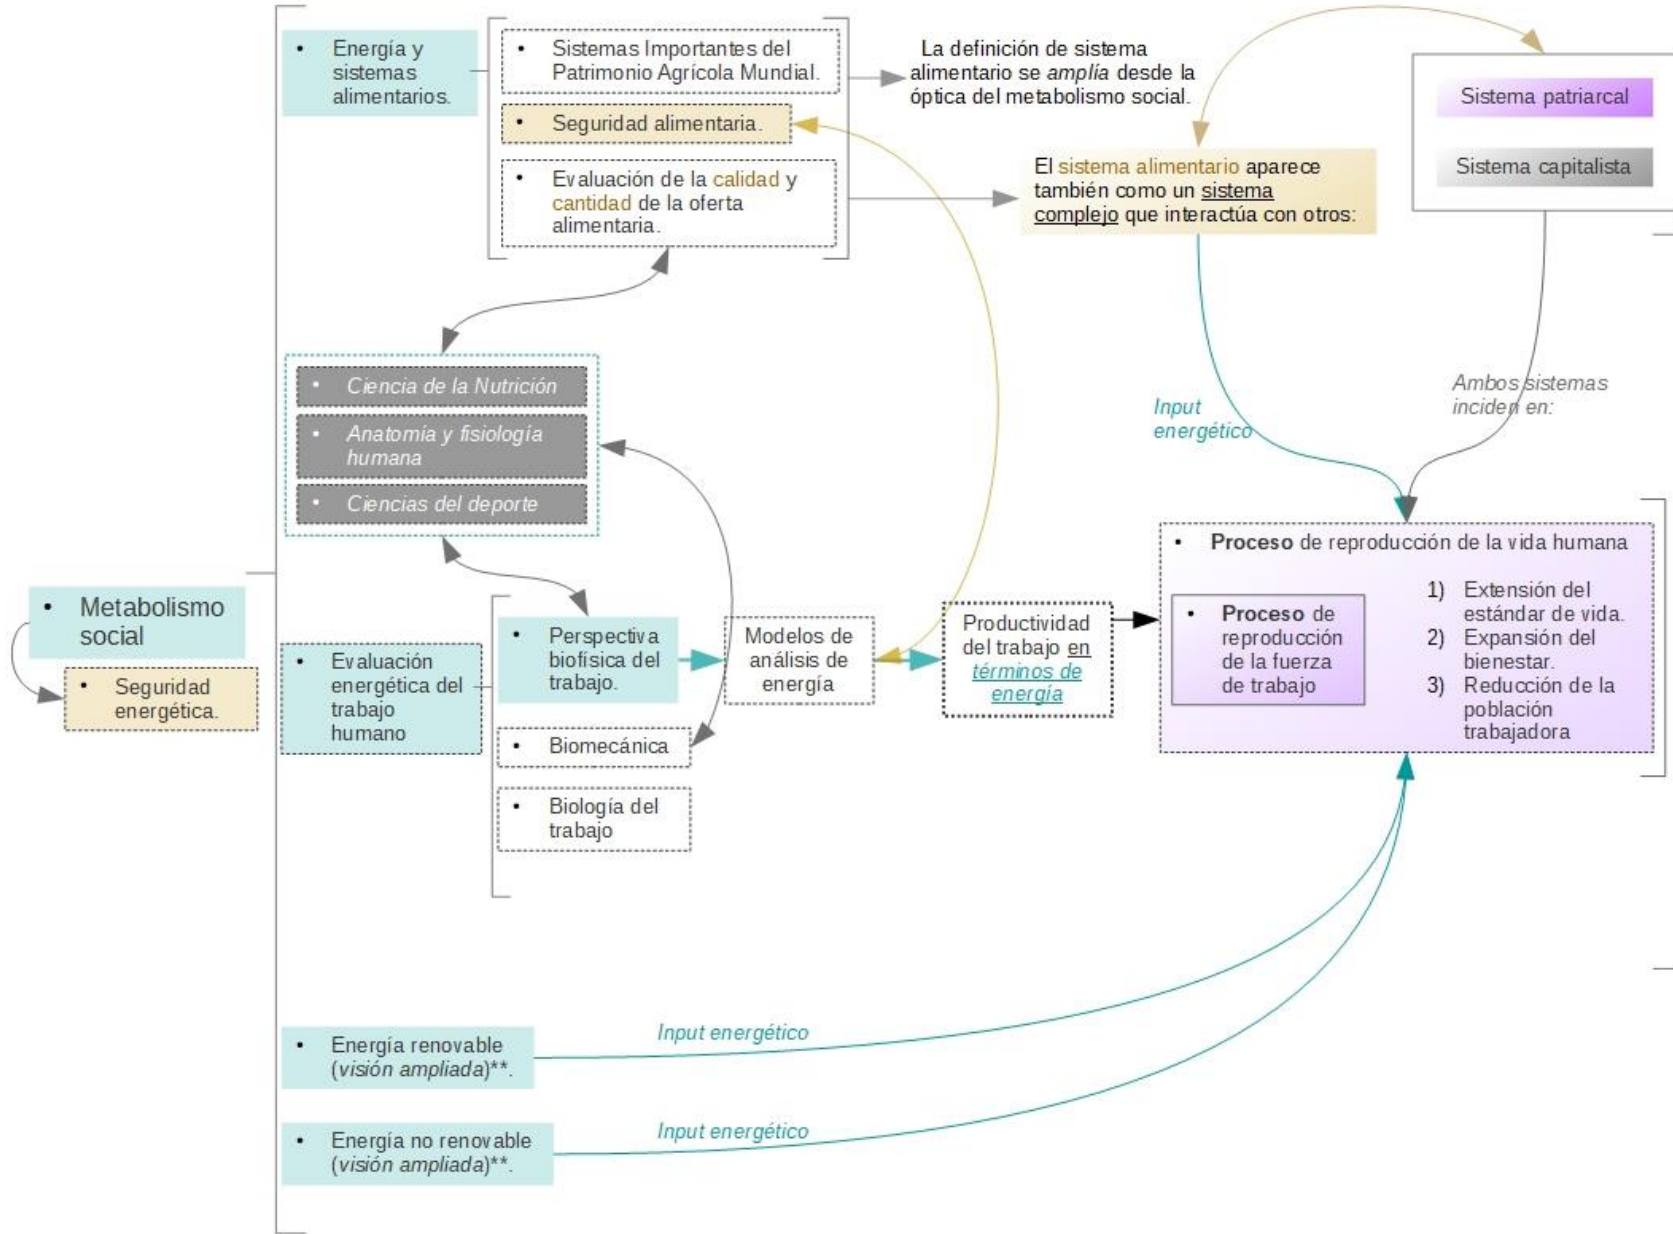 • Energía y
sistemas
alimentarios.
• Sistemas Importantes del
Patrimonio Agrícola Mundial.
• Seguridad alimentaria.
• Evaluación de la calidad y
cantidad de la oferta
alimentaria.
La definición de sistema
alimentario se amplía desde la
óptica del metabolismo social.
El sistema alimentario aparece
también como un sistema
complejo que interactúa con otros:
Sistema patriarcal
Sistema capitalista
• Ciencia de la Nutrición
• Anatomía y fisiología
humana
• Ciencias del deporte
Input
energético
Ambos sistemas
inciden en:
• Metabolismo
social
• Seguridad
energética.
• Evaluación
energética del
trabajo
humano
• Perspectiva
biofísica del
trabajo.
• Biomecánica
• Biología del
trabajo
Modelos de
análisis de
energía
Productividad
del trabajo en
términos de
energía
• Proceso de reproducción de la vida humana
• Proceso de
reproducción
de la fuerza
de trabajo
1) Extensión del
estándar de vida.
2) Expansión del
bienestar.
3) Reducción de la
población
trabajadora
• Energía renovable
(visión ampliada)**.
Input energético
• Energía no renovable
(visión ampliada)**.
Input energético